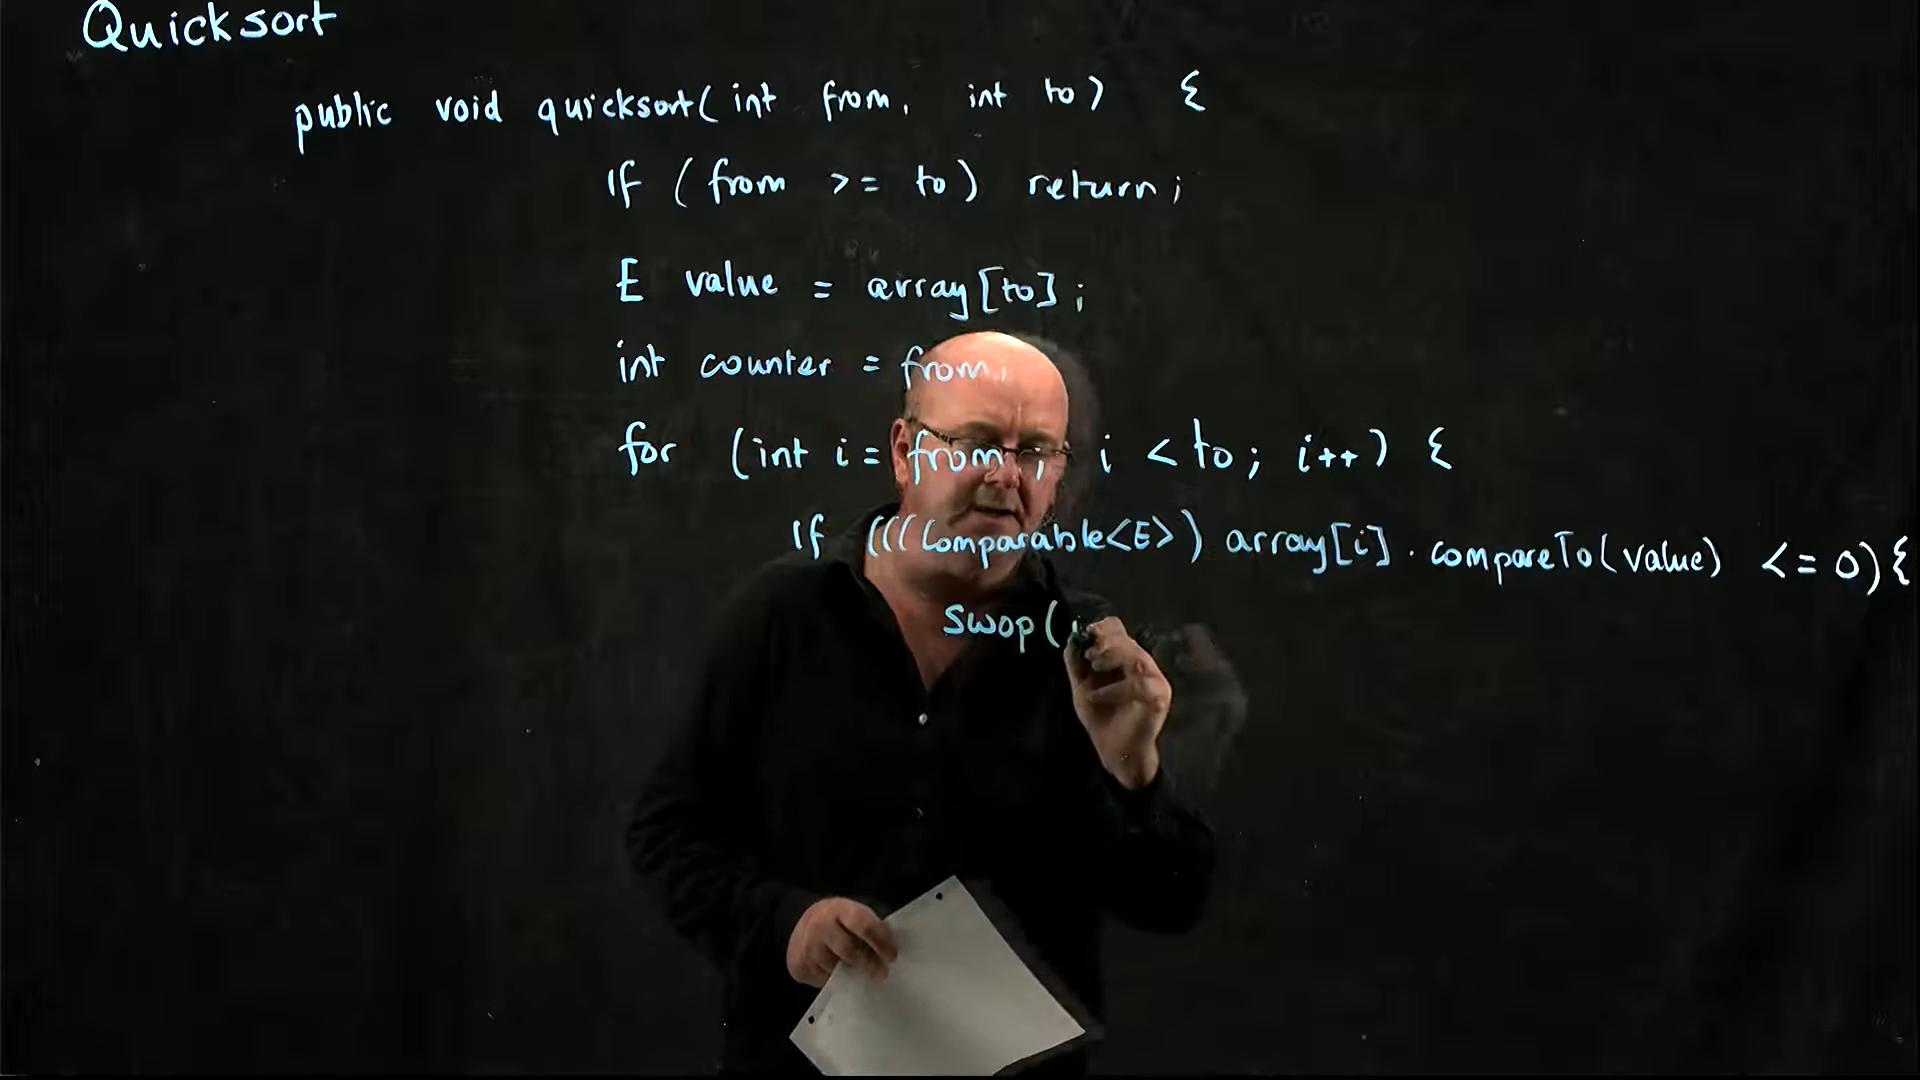 Quicksort
public void quicksort(int from, int to) {
If (from >= to) return;
E value = array[to];
int counter = from;
for (int i = from; i < to; i++) {
If (((Comparable<E>) array[i].compareTo(value) <= 0){
swop(i